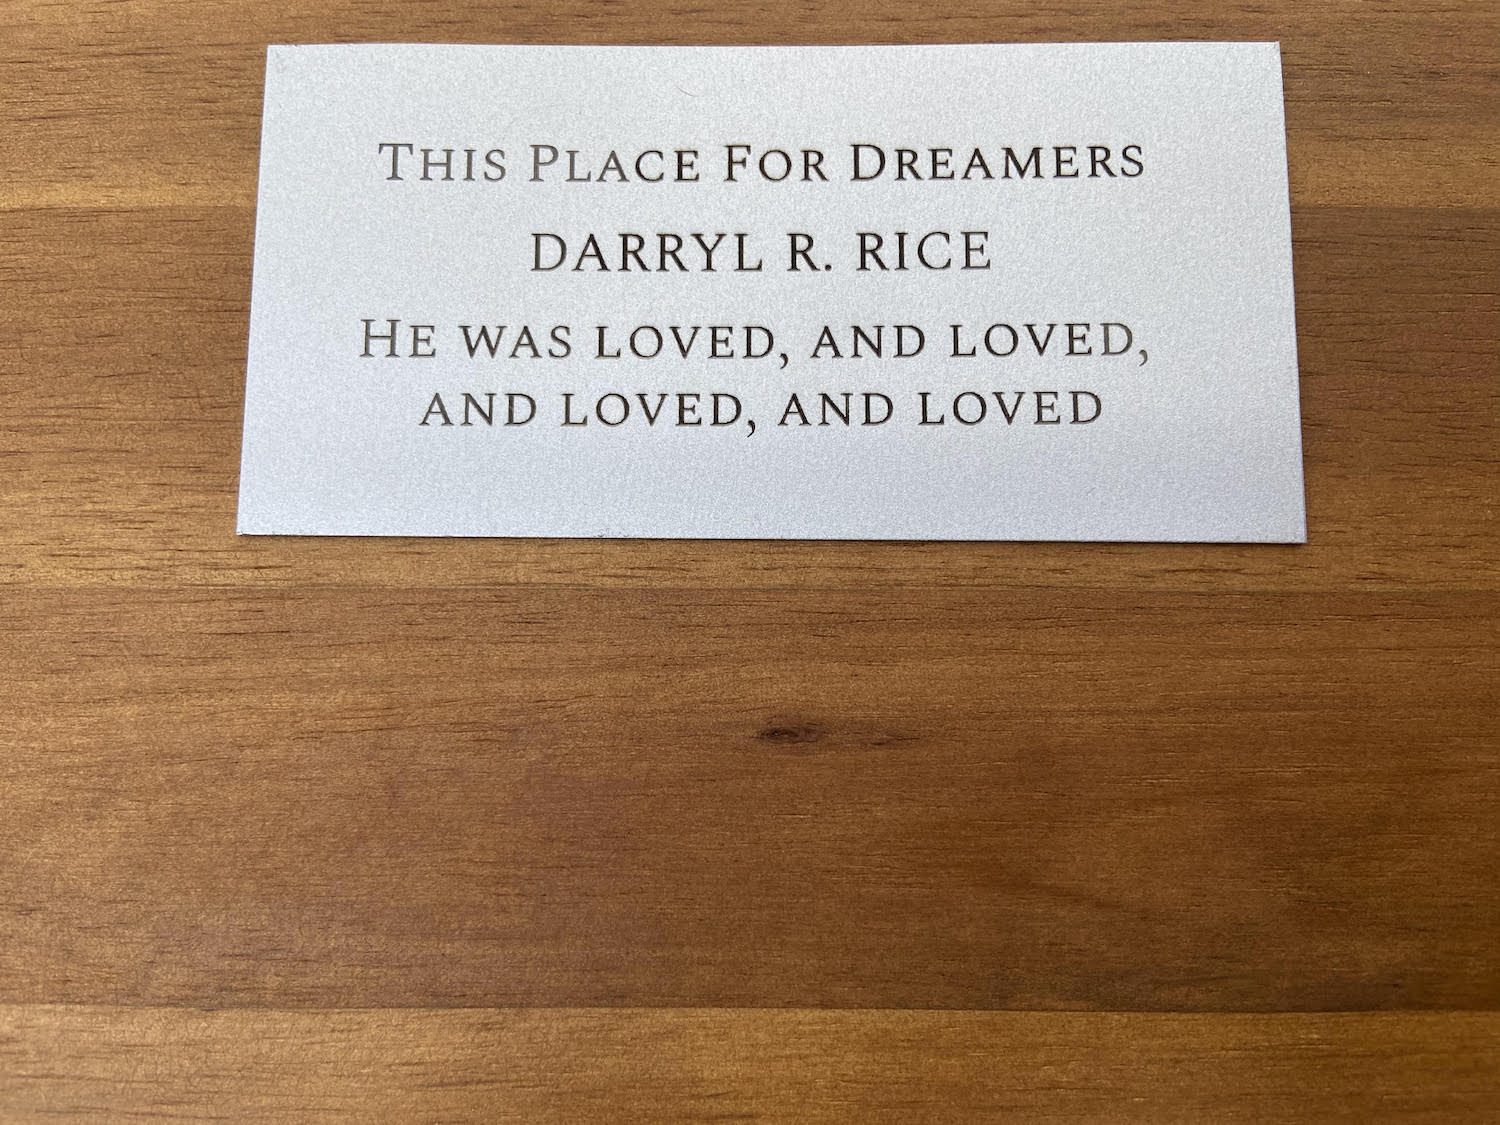 This Place For Dreamers
DARRYL R. RICE
He was loved, and loved,
and loved, and loved